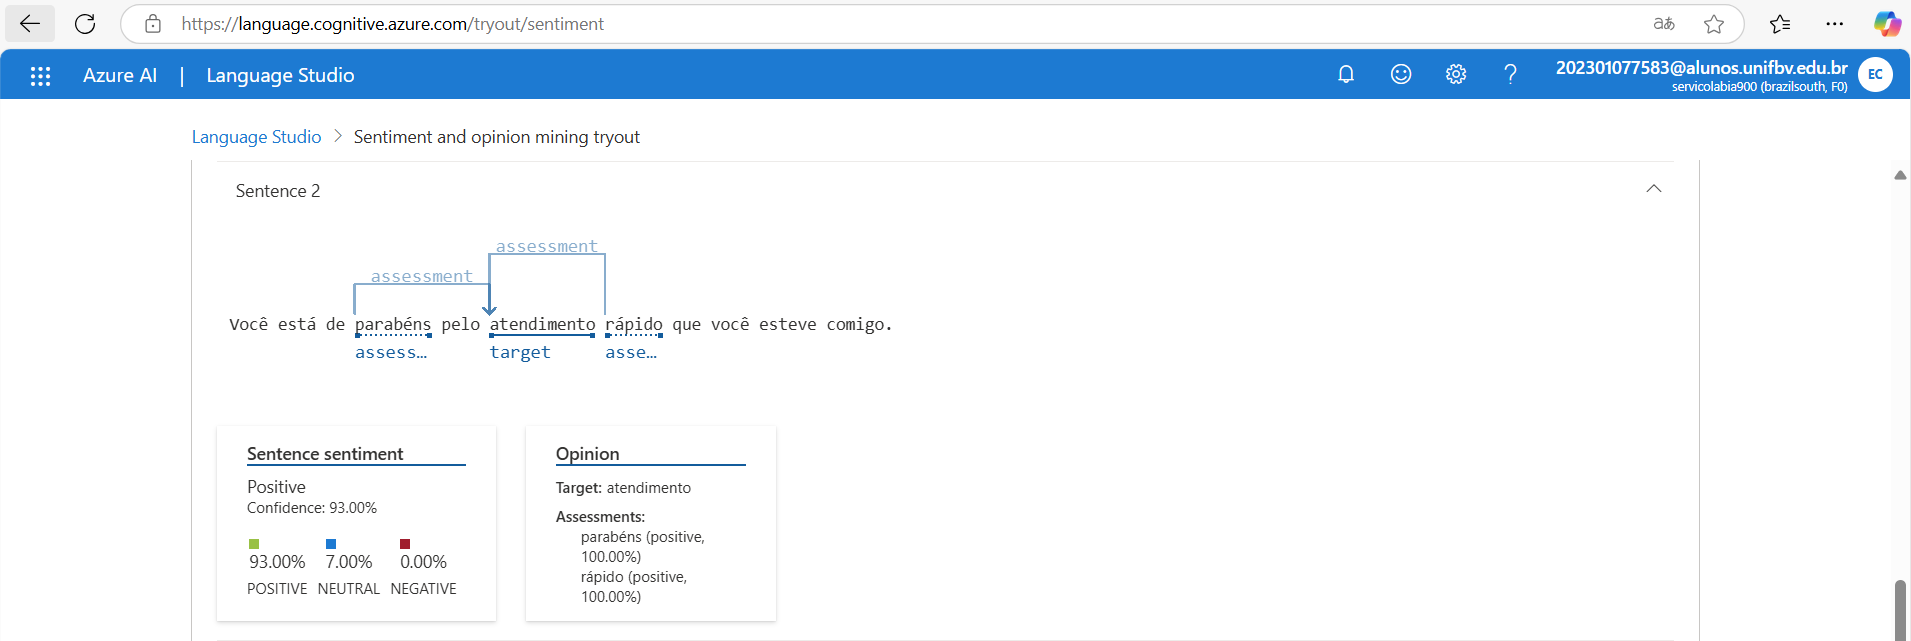 https://language.cognitive.azure.com/tryout/sentiment
Azure AI | Language Studio
202301077583@alunos.unifbv.edu.br
servicolabia900 (brazilsouth, F0)
EC
Language Studio > Sentiment and opinion mining tryout
Sentence 2
assessment
assessment
Você está de parabéns pelo atendimento rápido que você esteve comigo.
assess... target asse...
Sentence sentiment
Positive
Confidence: 93.00%
93.00% 7.00% 0.00%
POSITIVE NEUTRAL NEGATIVE
Opinion
Target: atendimento
Assessments:
parabéns (positive,
100.00%)
rápido (positive,
100.00%)